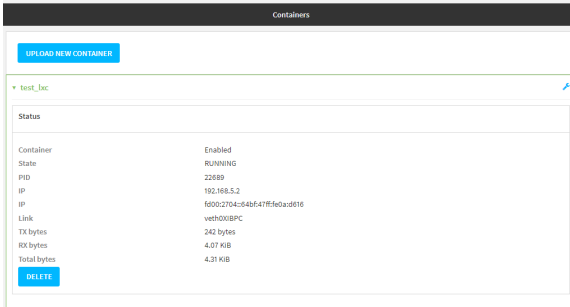 Containers
UPLOAD NEW CONTAINER
test_lxc
Status
Container Enabled
State RUNNING
PID 22689
IP 192.168.5.2
IP fd00:2704::64bf:47ff:fe0a:d616
Link veth0XIBPC
TX bytes 242 bytes
RX bytes 4.07 KiB
Total bytes 4.31 KiB
DELETE